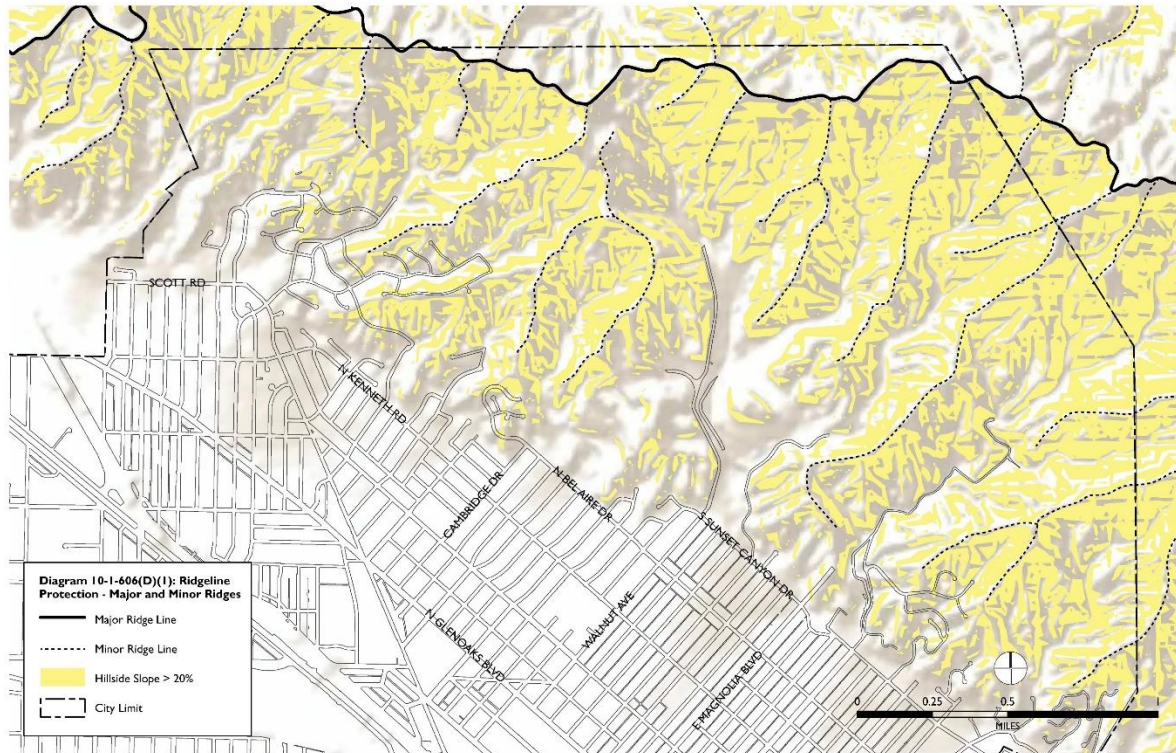 SCOTT RD
N KENNETH RD
CAMBRIDGE DR
N BEL AIRE DR
S SUNSET CANYON DR
WALNUT AVE
N GLENOAKS BLVD
E MAGNOLIA BLVD
Diagram 10-1-606(D)(1): Ridgeline
Protection - Major and Minor Ridges
Major Ridge Line
Minor Ridge Line
Hillside Slope > 20%
City Limit
0 0.25 0.5 1
MILES